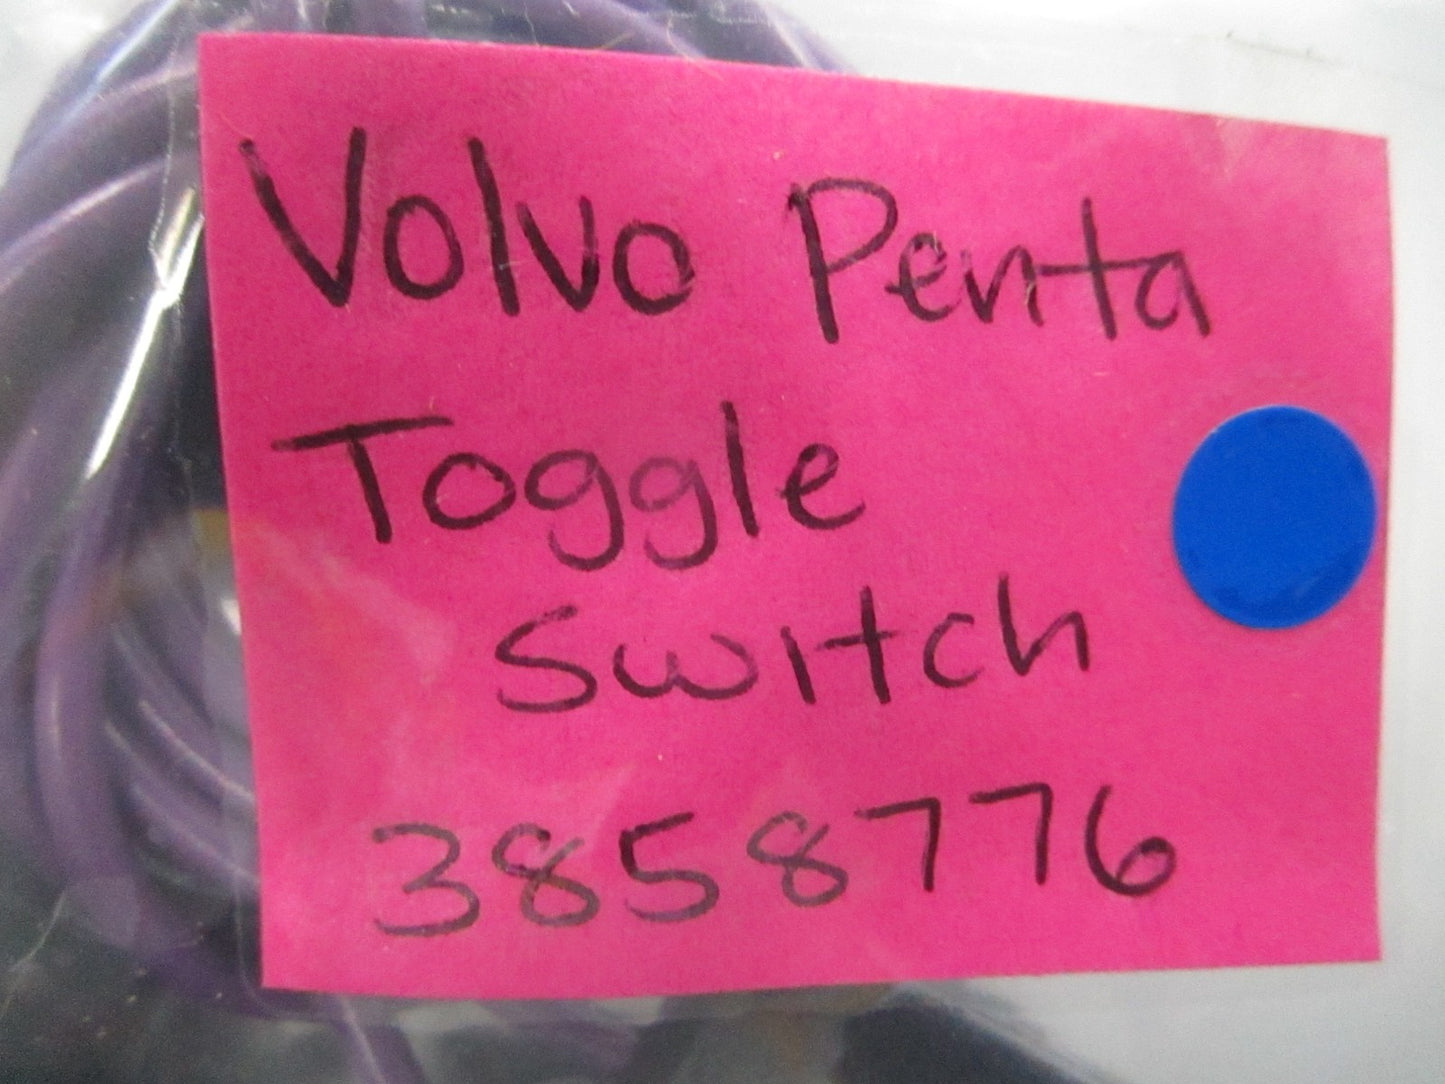 Volvo Penta
Toggle
Switch
3858776